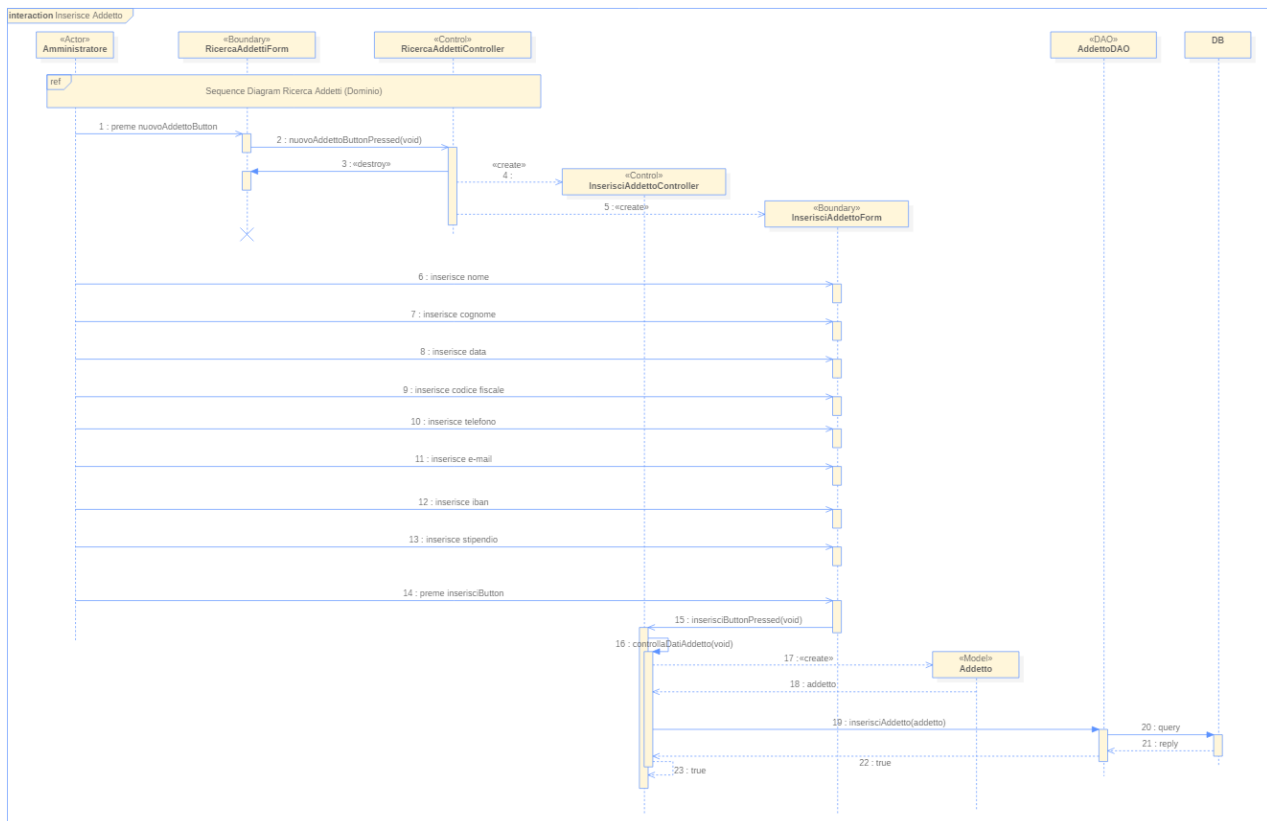 interaction Inserisce Addetto
«Actor»
Amministratore
«Boundary»
RicercaAddettiForm
«Control»
RicercaAddettiController
«DAO»
AddettoDAO
DB
ref
Sequence Diagram Ricerca Addetti (Dominio)
1 : preme nuovoAddettoButton
2 : nuovoAddettoButtonPressed(void)
3 : «destroy»
«create»
4 :
«Control»
InserisciAddettoController
5 : «create»
«Boundary»
InserisciAddettoForm
6 : inserisce nome
7 : inserisce cognome
8 : inserisce data
9 : inserisce codice fiscale
10 : inserisce telefono
11 : inserisce e-mail
12 : inserisce iban
13 : inserisce stipendio
14 : preme inserisciButton
15 : inserisciButtonPressed(void)
16 : controllaDatiAddetto(void)
17 : «create»
«Model»
Addetto
18 : addetto
19 : inserisciAddetto(addetto)
20 : query
21 : reply
22 : true
23 : true